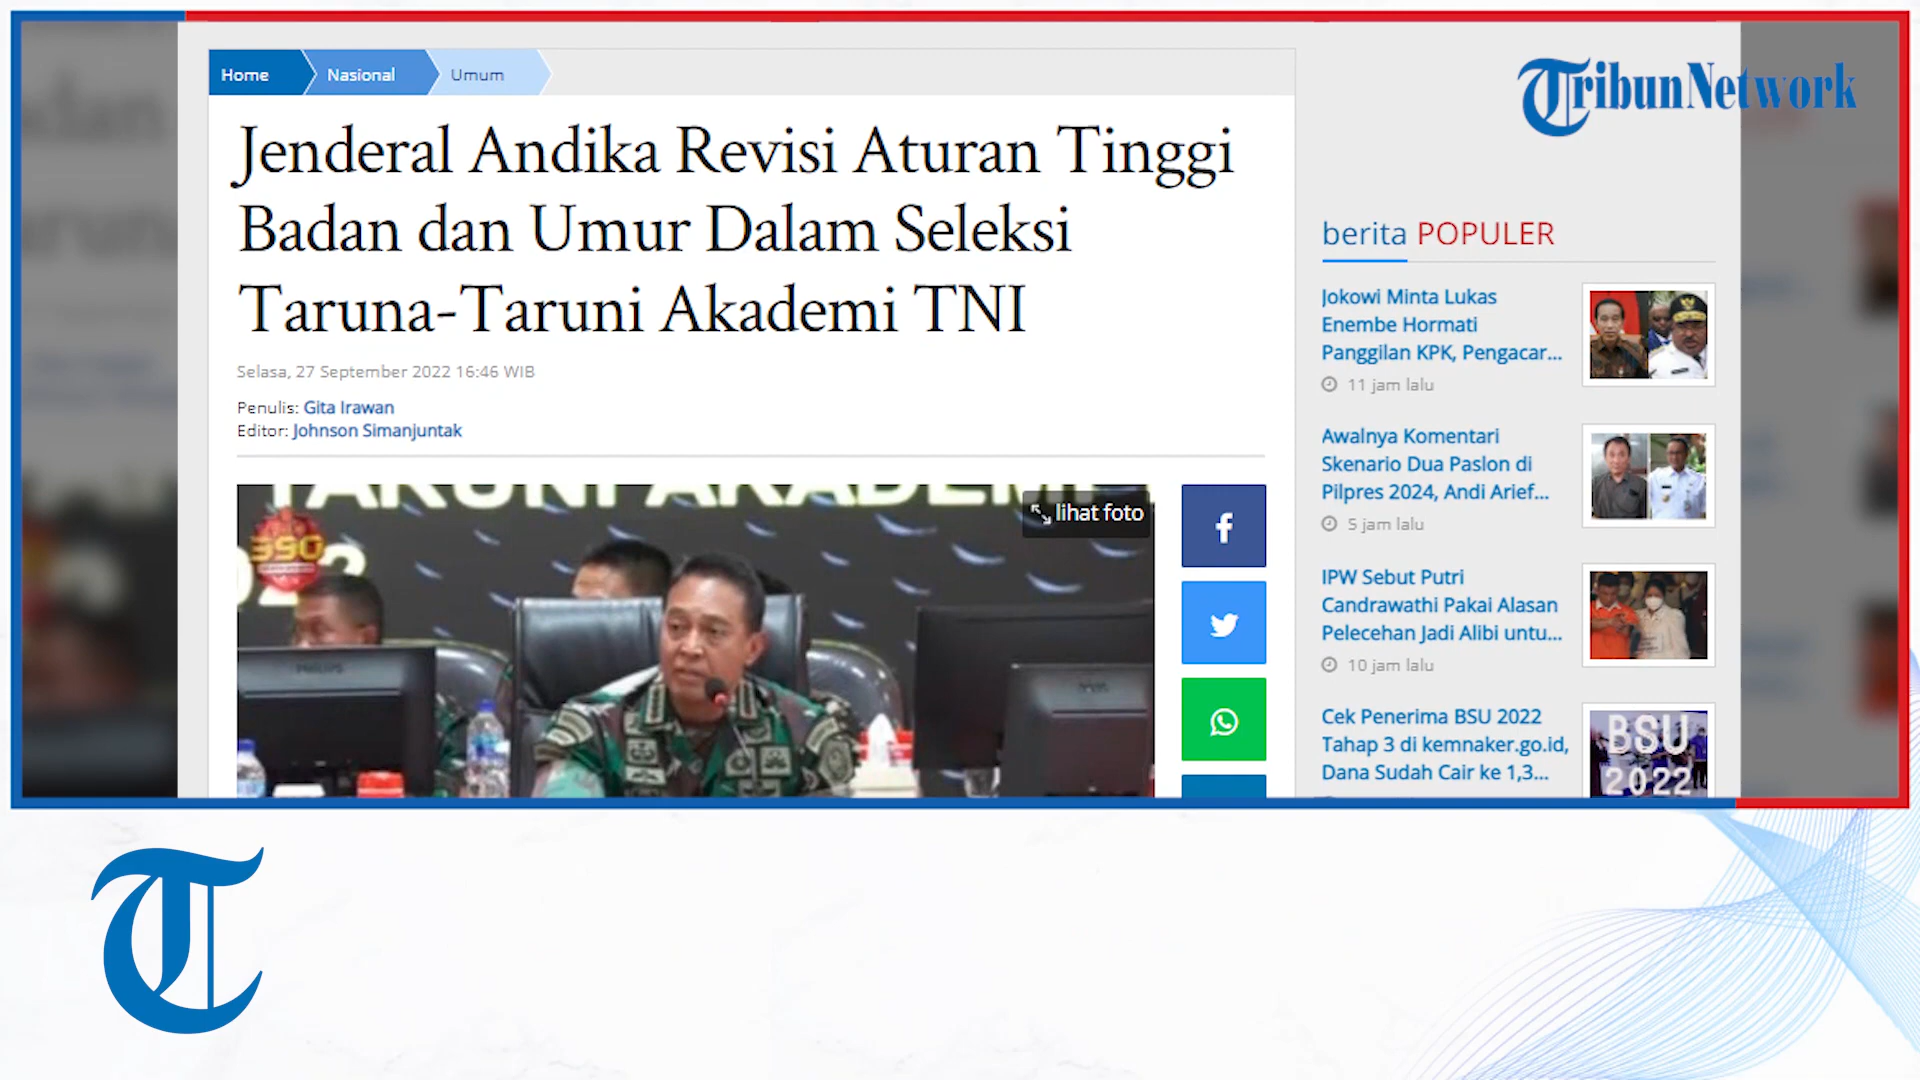 Home
Nasional
Umum
TribunNetwork
Jenderal Andika Revisi Aturan Tinggi
Badan dan Umur Dalam Seleksi
Taruna-Taruni Akademi TNI
Selasa, 27 September 2022 16:46 WIB
Penulis: Gita Irawan
Editor: Johnson Simanjuntak
TARUNI AKADEMI
lihat foto
PHILIPS
berita POPULER
Jokowi Minta Lukas
Enembe Hormati
Panggilan KPK, Pengacar...
11 jam lalu
Awalnya Komentari
Skenario Dua Paslon di
Pilpres 2024, Andi Arief...
5 jam lalu
IPW Sebut Putri
Candrawathi Pakai Alasan
Pelecehan Jadi Alibi untu...
10 jam lalu
Cek Penerima BSU 2022
Tahap 3 di kemnaker.go.id,
Dana Sudah Cair ke 1,3...
BSU
2022
T